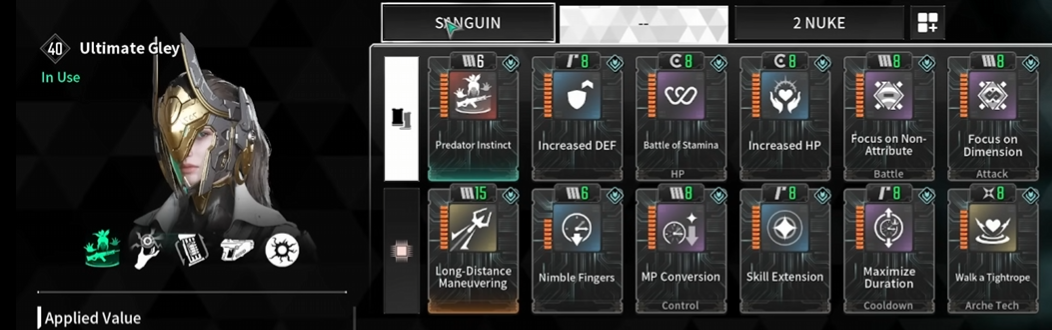 SANGUIN
--
2 NUKE
40
Ultimate Gley
In Use
6
8
8
8
8
8
Predator Instinct
Increased DEF
Battle of Stamina
HP
Increased HP
Focus on Non-
Attribute
Battle
Focus on
Dimension
Attack
15
6
8
8
8
8
Long-Distance
Maneuvering
Nimble Fingers
MP Conversion
Control
Skill Extension
Maximize
Duration
Cooldown
Walk a Tightrope
Arche Tech
Applied Value